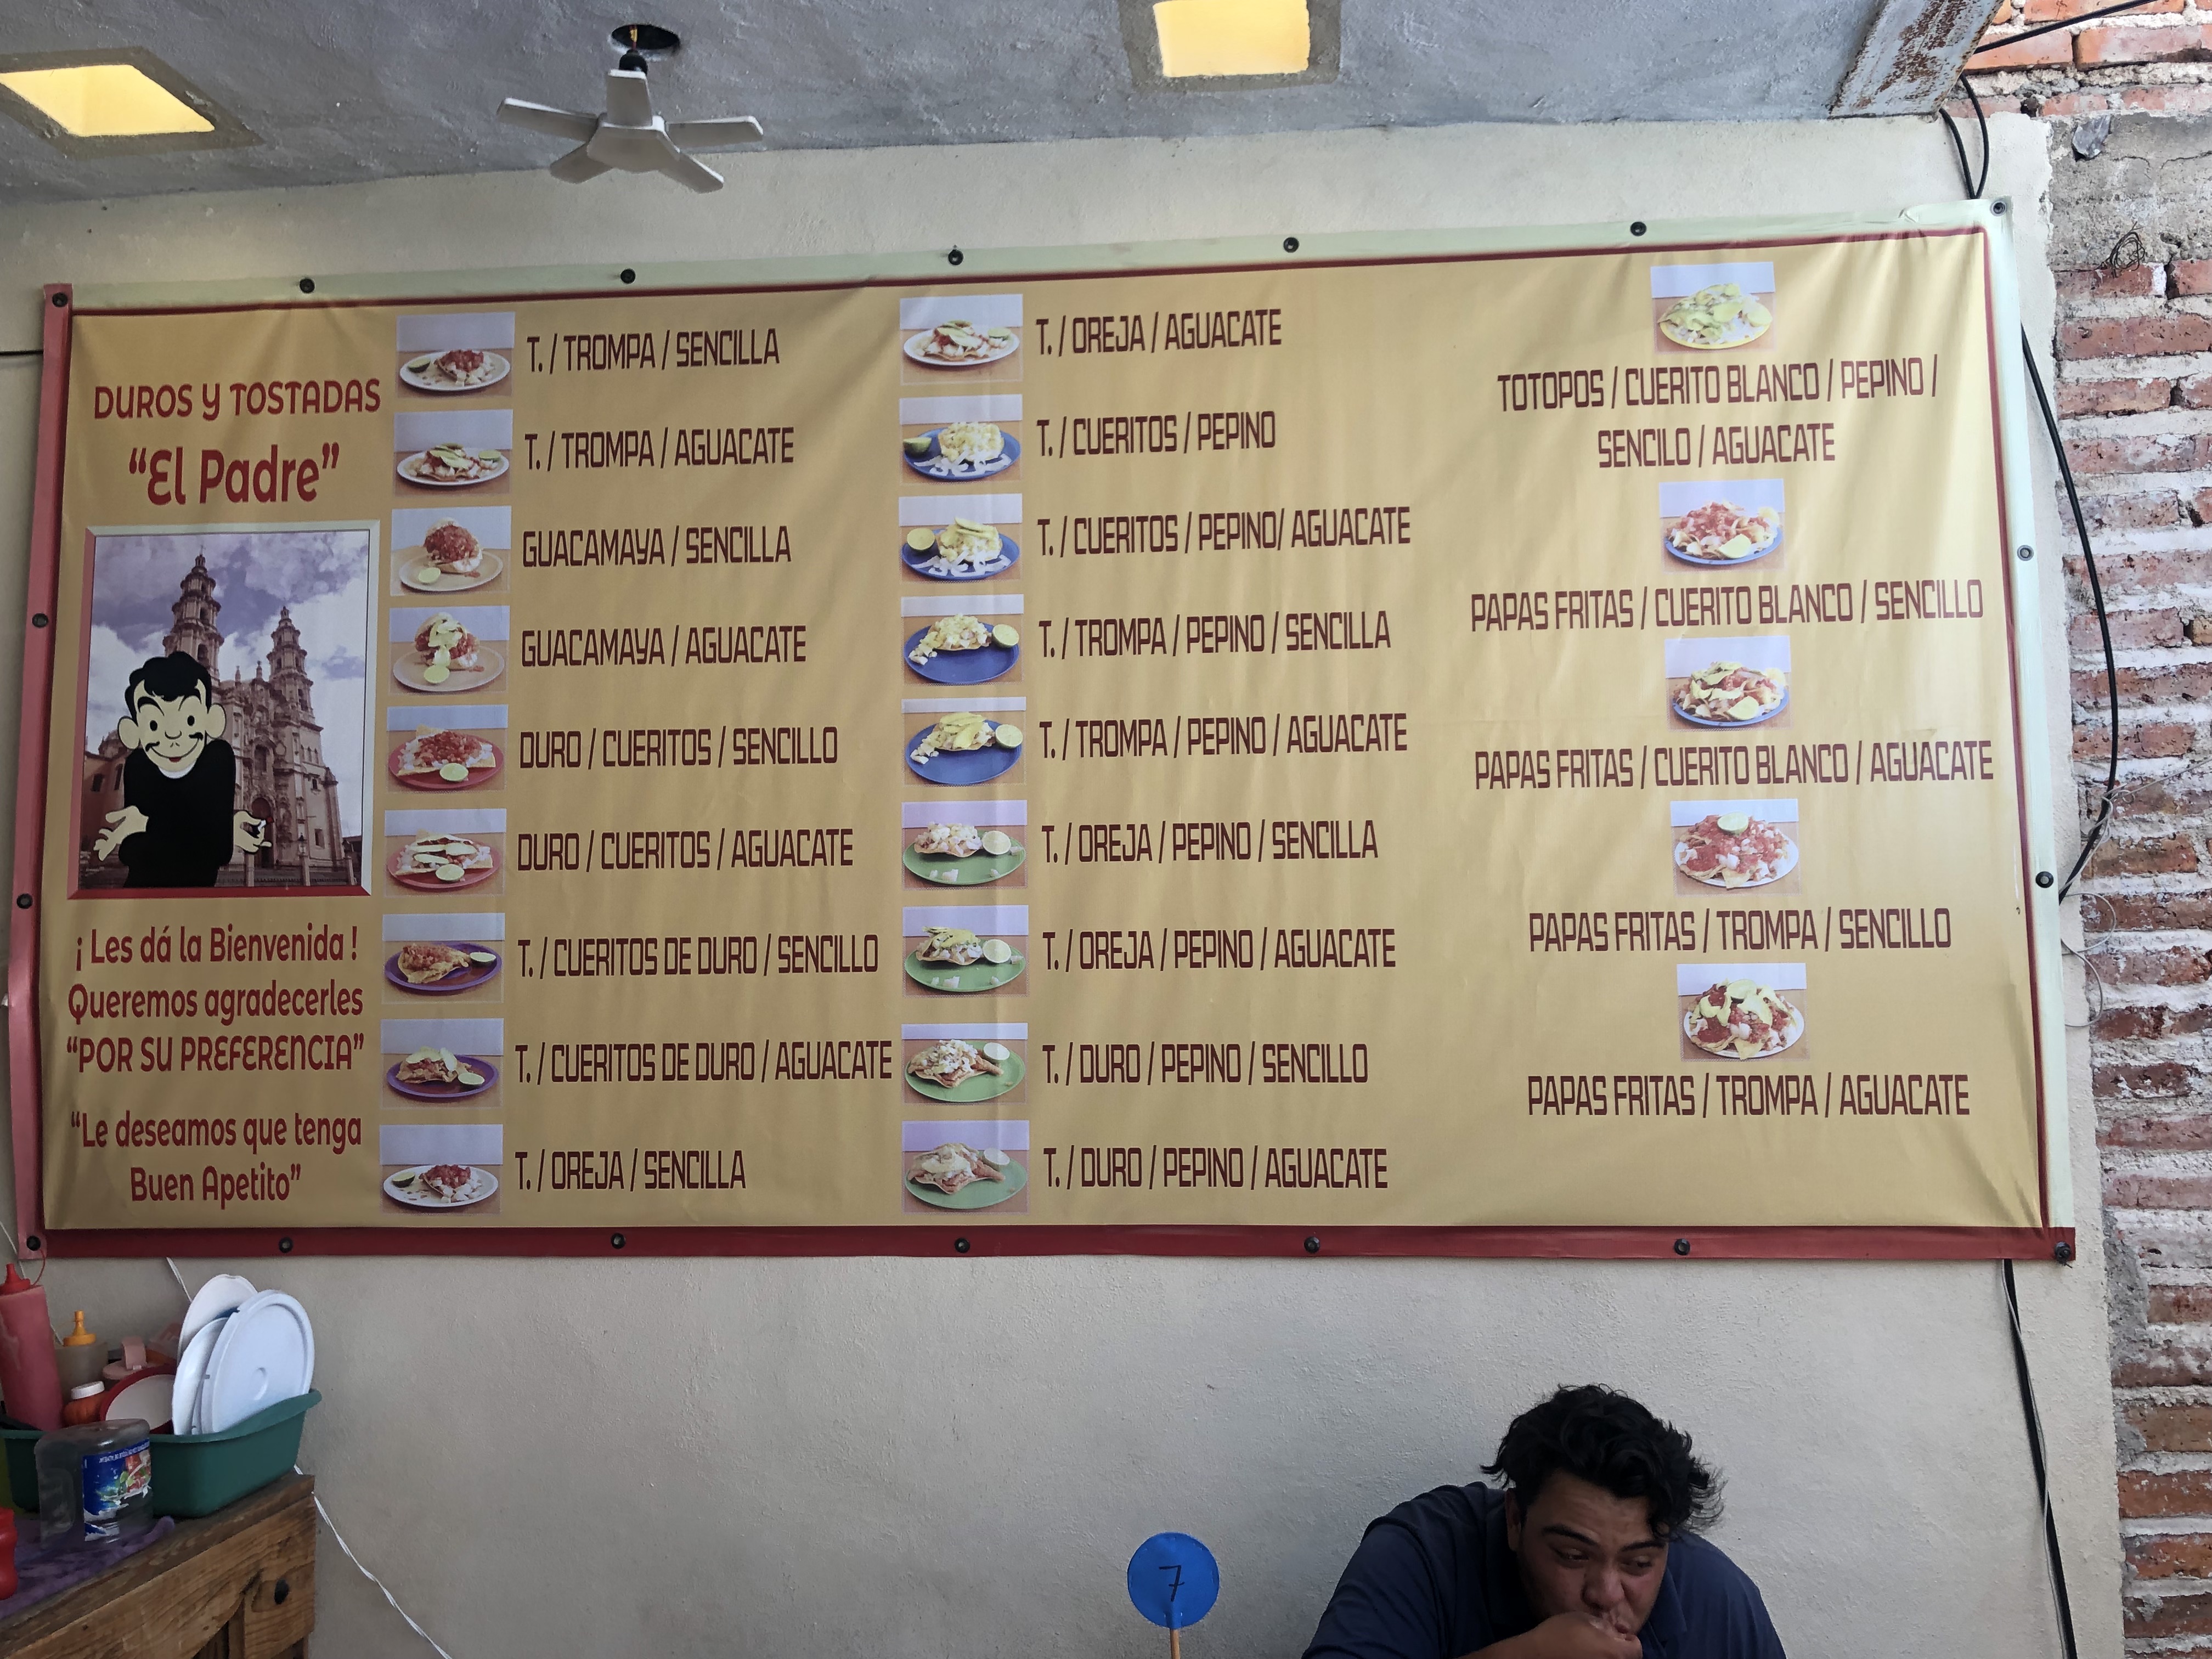 DUROS Y TOSTADAS
"El Padre"
¡ Les dá la Bienvenida !
Queremos agradecerles
"POR SU PREFERENCIA"
"Le deseamos que tenga
Buen Apetito"
T. / TROMPA / SENCILLA
T. / TROMPA / AGUACATE
GUACAMAYA / SENCILLA
GUACAMAYA / AGUACATE
DURO / CUERITOS / SENCILLO
DURO / CUERITOS / AGUACATE
T. / CUERITOS DE DURO / SENCILLO
T. / CUERITOS DE DURO / AGUACATE
T. / OREJA / SENCILLA
T. / OREJA / AGUACATE
T. / CUERITOS / PEPINO
T. / CUERITOS / PEPINO/ AGUACATE
T. / TROMPA / PEPINO / SENCILLA
T. / TROMPA / PEPINO / AGUACATE
T. / OREJA / PEPINO / SENCILLA
T. / OREJA / PEPINO / AGUACATE
T. / DURO / PEPINO / SENCILLO
T. / DURO / PEPINO / AGUACATE
TOTOPOS / CUERITO BLANCO / PEPINO /
SENCILO / AGUACATE
PAPAS FRITAS / CUERITO BLANCO / SENCILLO
PAPAS FRITAS / CUERITO BLANCO / AGUACATE
PAPAS FRITAS / TROMPA / SENCILLO
PAPAS FRITAS / TROMPA / AGUACATE
7